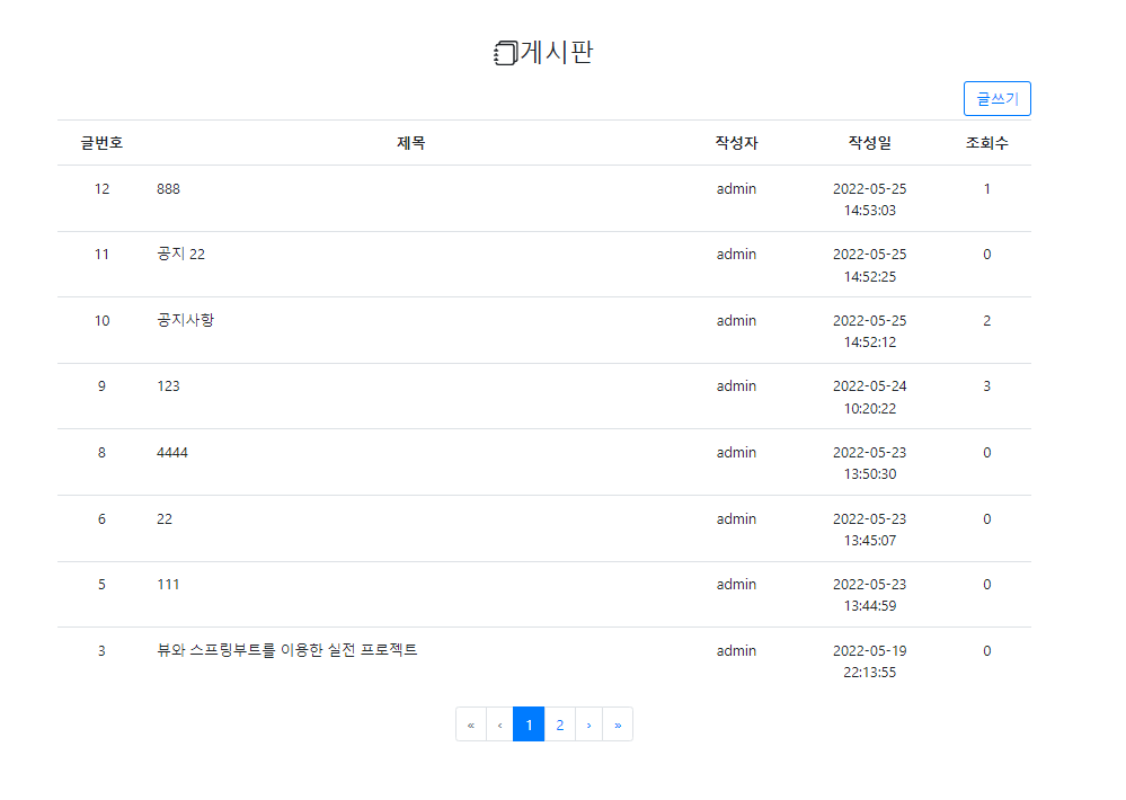 게시판
글쓰기
글번호 제목 작성자 작성일 조회수
12 888 admin 2022-05-25 1
14:53:03
11 공지 22 admin 2022-05-25 0
14:52:25
10 공지사항 admin 2022-05-25 2
14:52:12
9 123 admin 2022-05-24 3
10:20:22
8 4444 admin 2022-05-23 0
13:50:30
6 22 admin 2022-05-23 0
13:45:07
5 111 admin 2022-05-23 0
13:44:59
3 뷰와 스프링부트를 이용한 실전 프로젝트 admin 2022-05-19 0
22:13:55
« ‹ 1 2 › »